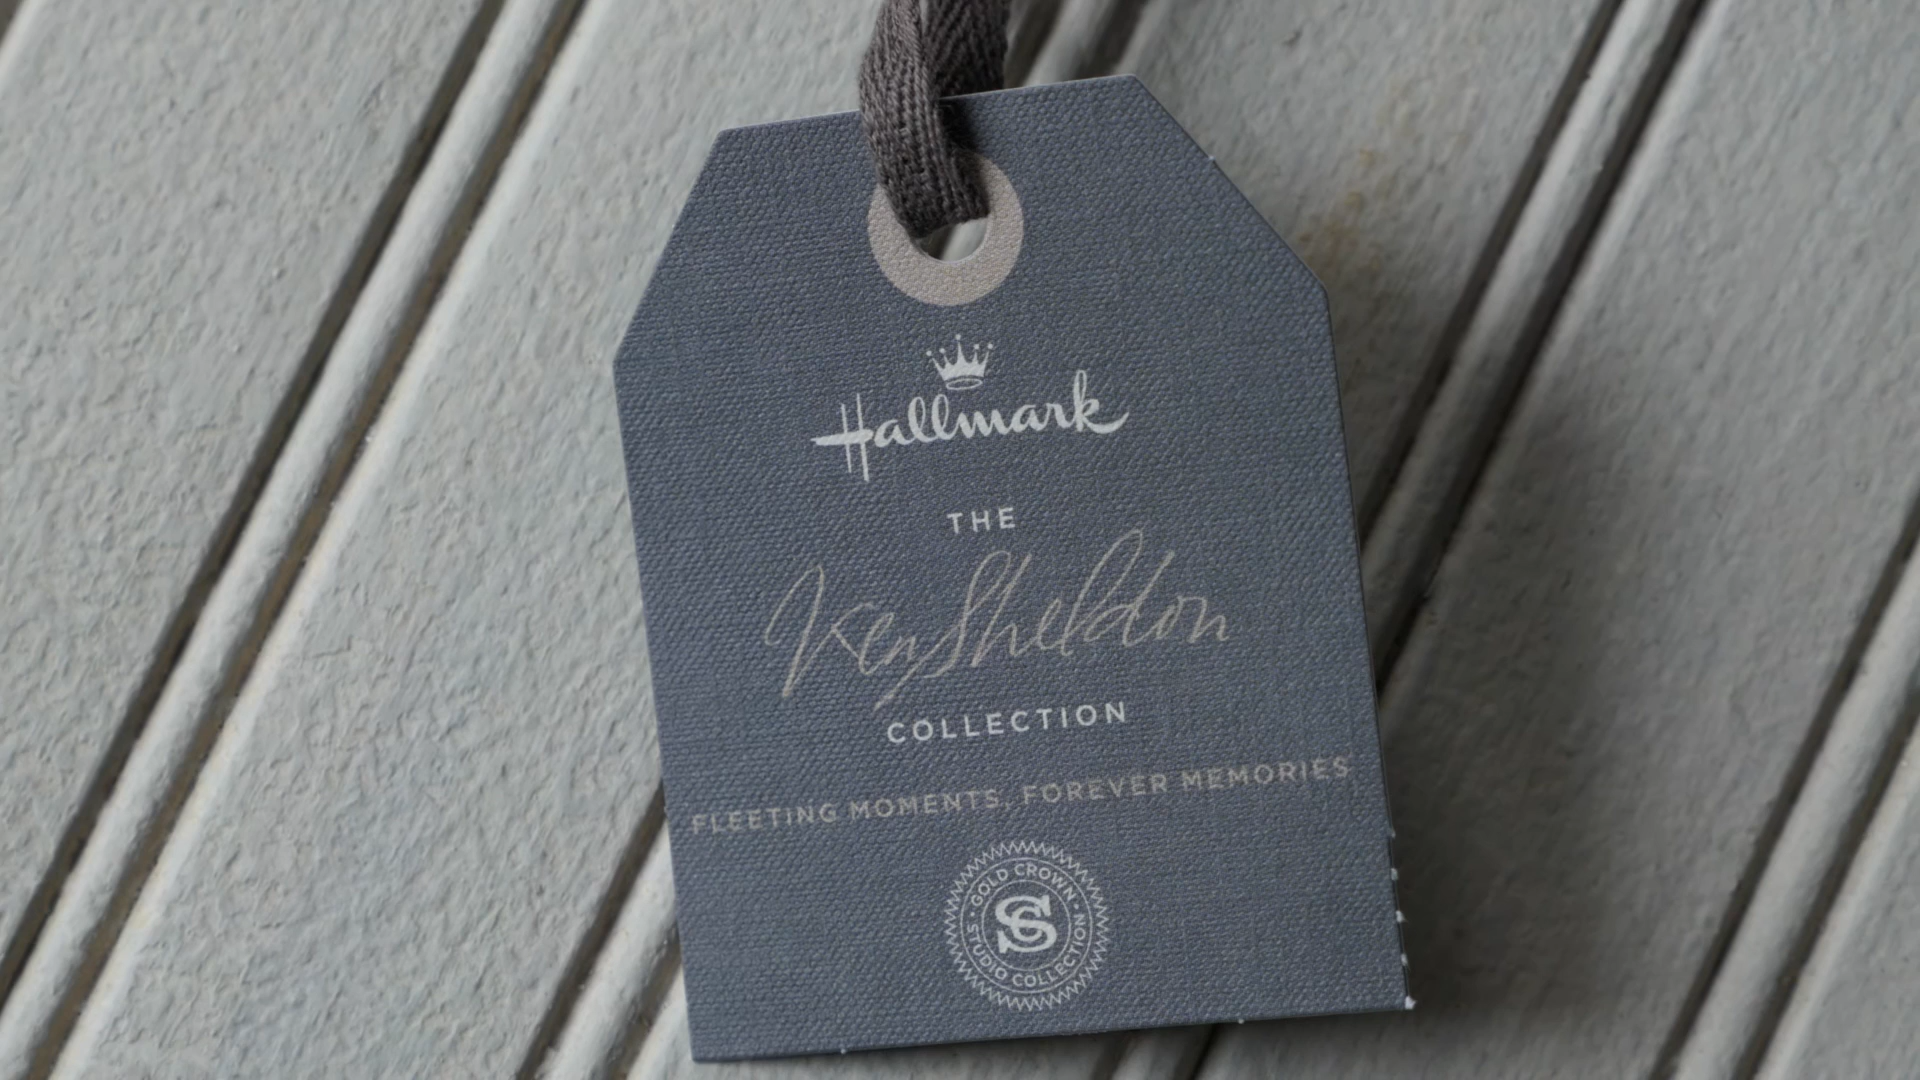 Hallmark
THE
Ken Sheldon
COLLECTION
FLEETING MOMENTS, FOREVER MEMORIES
· GOLD CROWN ·
SC
STUDIO COLLECTION